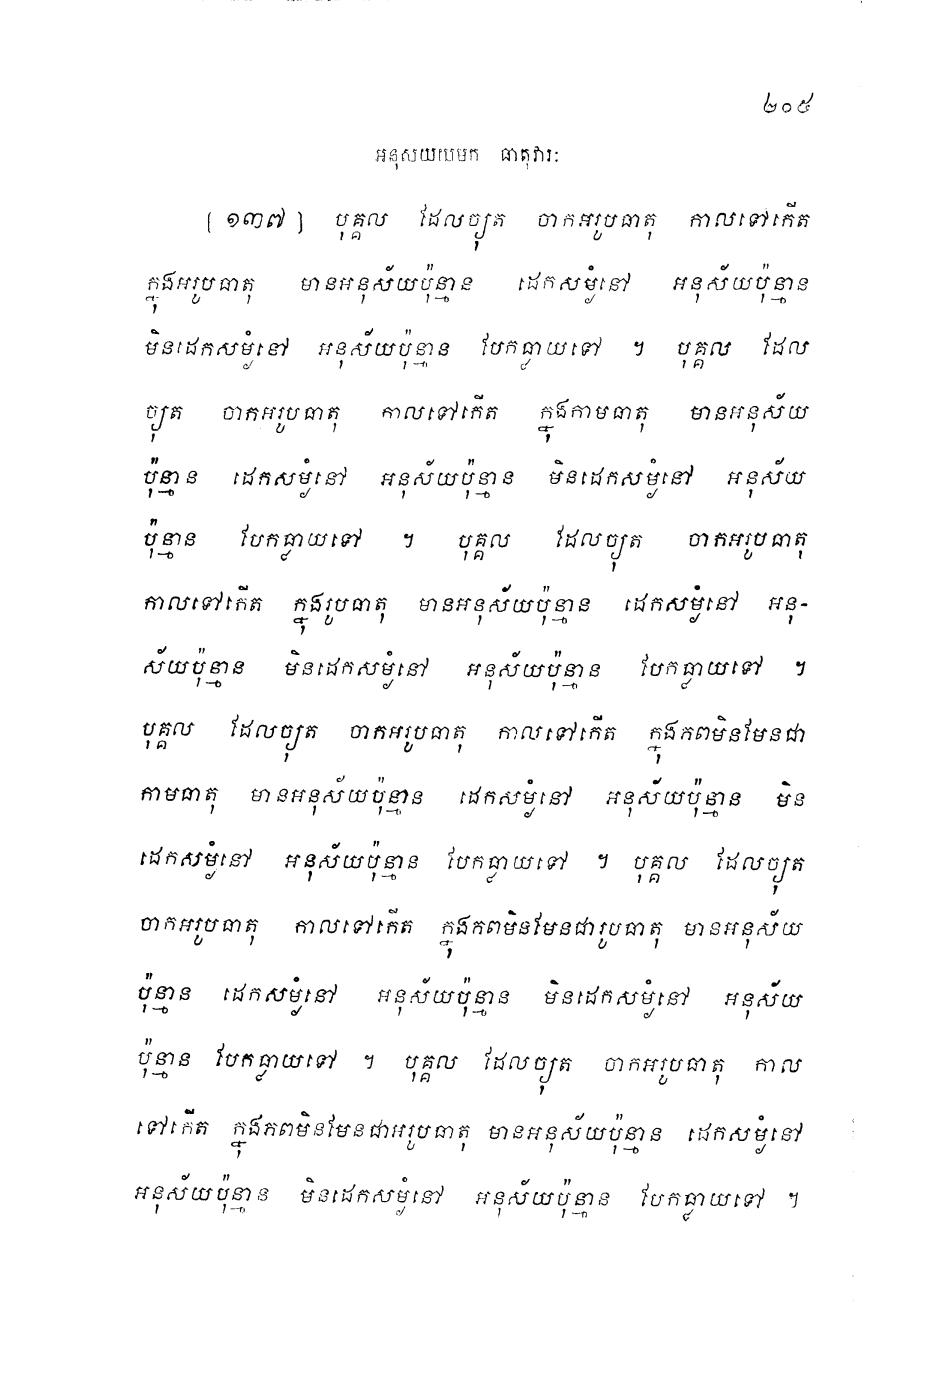 ២០៥
អនុសយយមក ធាតុវារៈ
[ ១៣៧ ] បុគ្គល ដែលច្យុត ចាកអរូបធាតុ កាលទៅកើត
ក្នុងអរូបធាតុ មានអនុស័យប៉ុន្មាន ដេកសម្ងំនៅ អនុស័យប៉ុន្មាន
មិនដេកសម្ងំនៅ អនុស័យប៉ុន្មាន បែកធ្លាយទៅ ។ បុគ្គល ដែល
ច្យុត ចាកអរូបធាតុ កាលទៅកើត ក្នុងកាមធាតុ មានអនុស័យ
ប៉ុន្មាន ដេកសម្ងំនៅ អនុស័យប៉ុន្មាន មិនដេកសម្ងំនៅ អនុស័យ
ប៉ុន្មាន បែកធ្លាយទៅ ។ បុគ្គល ដែលច្យុត ចាកអរូបធាតុ
កាលទៅកើត ក្នុងរូបធាតុ មានអនុស័យប៉ុន្មាន ដេកសម្ងំនៅ អនុ-
ស័យប៉ុន្មាន មិនដេកសម្ងំនៅ អនុស័យប៉ុន្មាន បែកធ្លាយទៅ ។
បុគ្គល ដែលច្យុត ចាកអរូបធាតុ កាលទៅកើត ក្នុងភពមិនមែនជា
កាមធាតុ មានអនុស័យប៉ុន្មាន ដេកសម្ងំនៅ អនុស័យប៉ុន្មាន មិន
ដេកសម្ងំនៅ អនុស័យប៉ុន្មាន បែកធ្លាយទៅ ។ បុគ្គល ដែលច្យុត
ចាកអរូបធាតុ កាលទៅកើត ក្នុងភពមិនមែនជារូបធាតុ មានអនុស័យ
ប៉ុន្មាន ដេកសម្ងំនៅ អនុស័យប៉ុន្មាន មិនដេកសម្ងំនៅ អនុស័យ
ប៉ុន្មាន បែកធ្លាយទៅ ។ បុគ្គល ដែលច្យុត ចាកអរូបធាតុ កាល
ទៅកើត ក្នុងភពមិនមែនជាអរូបធាតុ មានអនុស័យប៉ុន្មាន ដេកសម្ងំនៅ
អនុស័យប៉ុន្មាន មិនដេកសម្ងំនៅ អនុស័យប៉ុន្មាន បែកធ្លាយទៅ ។